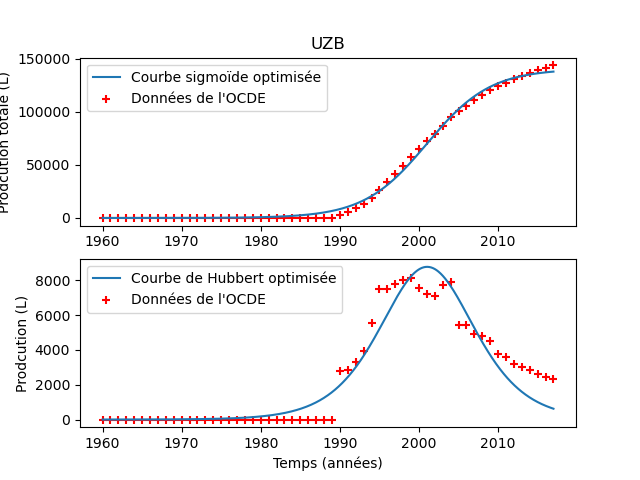 UZB
Prodcution totale (L)
150000
100000
50000
0
Courbe sigmoïde optimisée
Données de l'OCDE
1960 1970 1980 1990 2000 2010
Prodcution (L)
8000
6000
4000
2000
0
Courbe de Hubbert optimisée
Données de l'OCDE
1960 1970 1980 1990 2000 2010
Temps (années)